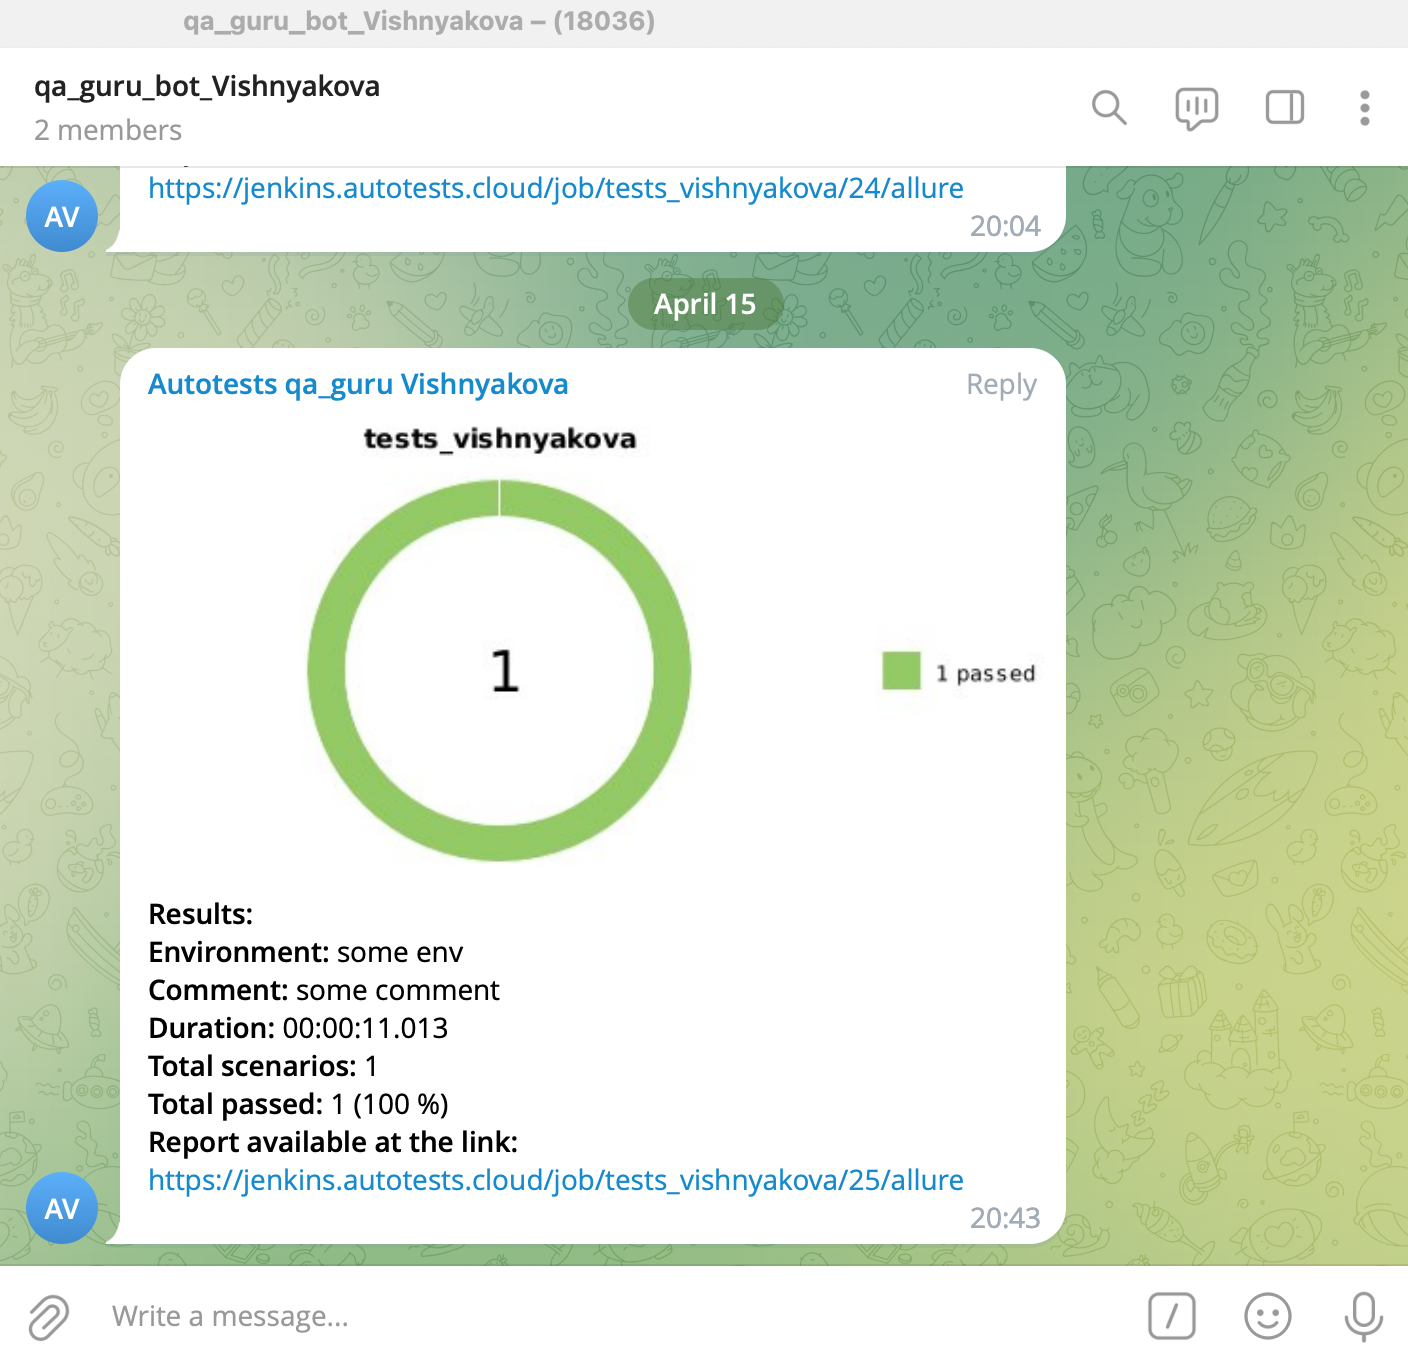 qa_guru_bot_Vishnyakova – (18036)
qa_guru_bot_Vishnyakova
2 members
https://jenkins.autotests.cloud/job/tests_vishnyakova/24/allure
AV
20:04
April 15
Autotests qa_guru Vishnyakova
Reply
tests_vishnyakova
1
1 passed
Results:
Environment: some env
Comment: some comment
Duration: 00:00:11.013
Total scenarios: 1
Total passed: 1 (100 %)
Report available at the link:
https://jenkins.autotests.cloud/job/tests_vishnyakova/25/allure
AV
20:43
Write a message...